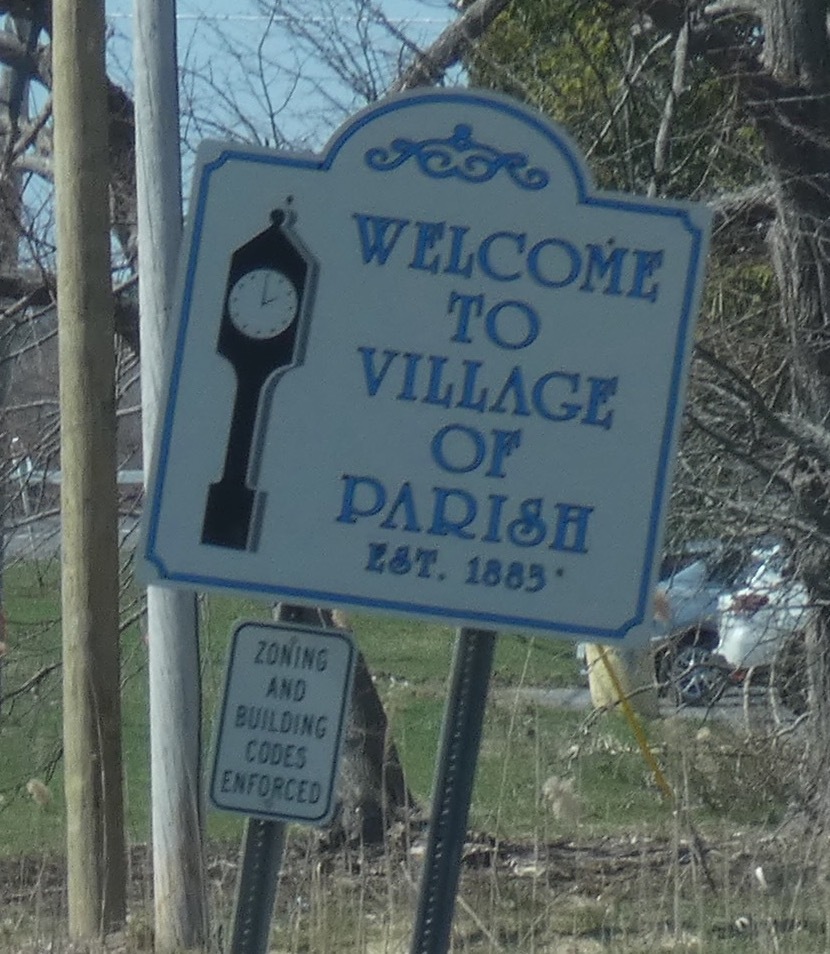 WELCOME
TO
VILLAGE
OF
PARISH
EST. 1883
ZONING
AND
BUILDING
CODES
ENFORCED